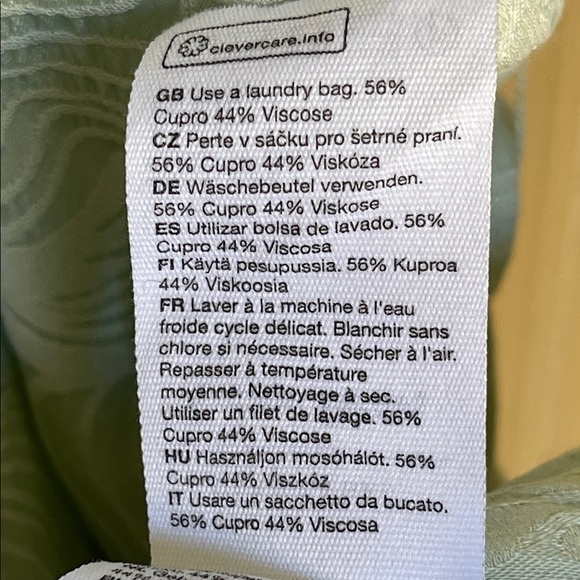 clevercare.info
GB Use a laundry bag. 56%
Cupro 44% Viscose
CZ Perte v sáčku pro šetrné praní.
56% Cupro 44% Viskóza
DE Wäschebeutel verwenden.
56% Cupro 44% Viskose
ES Utilizar bolsa de lavado. 56%
Cupro 44% Viscosa
FI Käytä pesupussia. 56% Kuproa
44% Viskoosia
FR Laver à la machine à l'eau
froide cycle délicat. Blanchir sans
chlore si nécessaire. Sécher à l'air.
Repasser à température
moyenne. Nettoyage à sec.
Utiliser un filet de lavage. 56%
Cupro 44% Viscose
HU Használjon mosóhálót. 56%
Cupro 44% Viszkóz
IT Usare un sacchetto da bucato.
56% Cupro 44% Viscosa